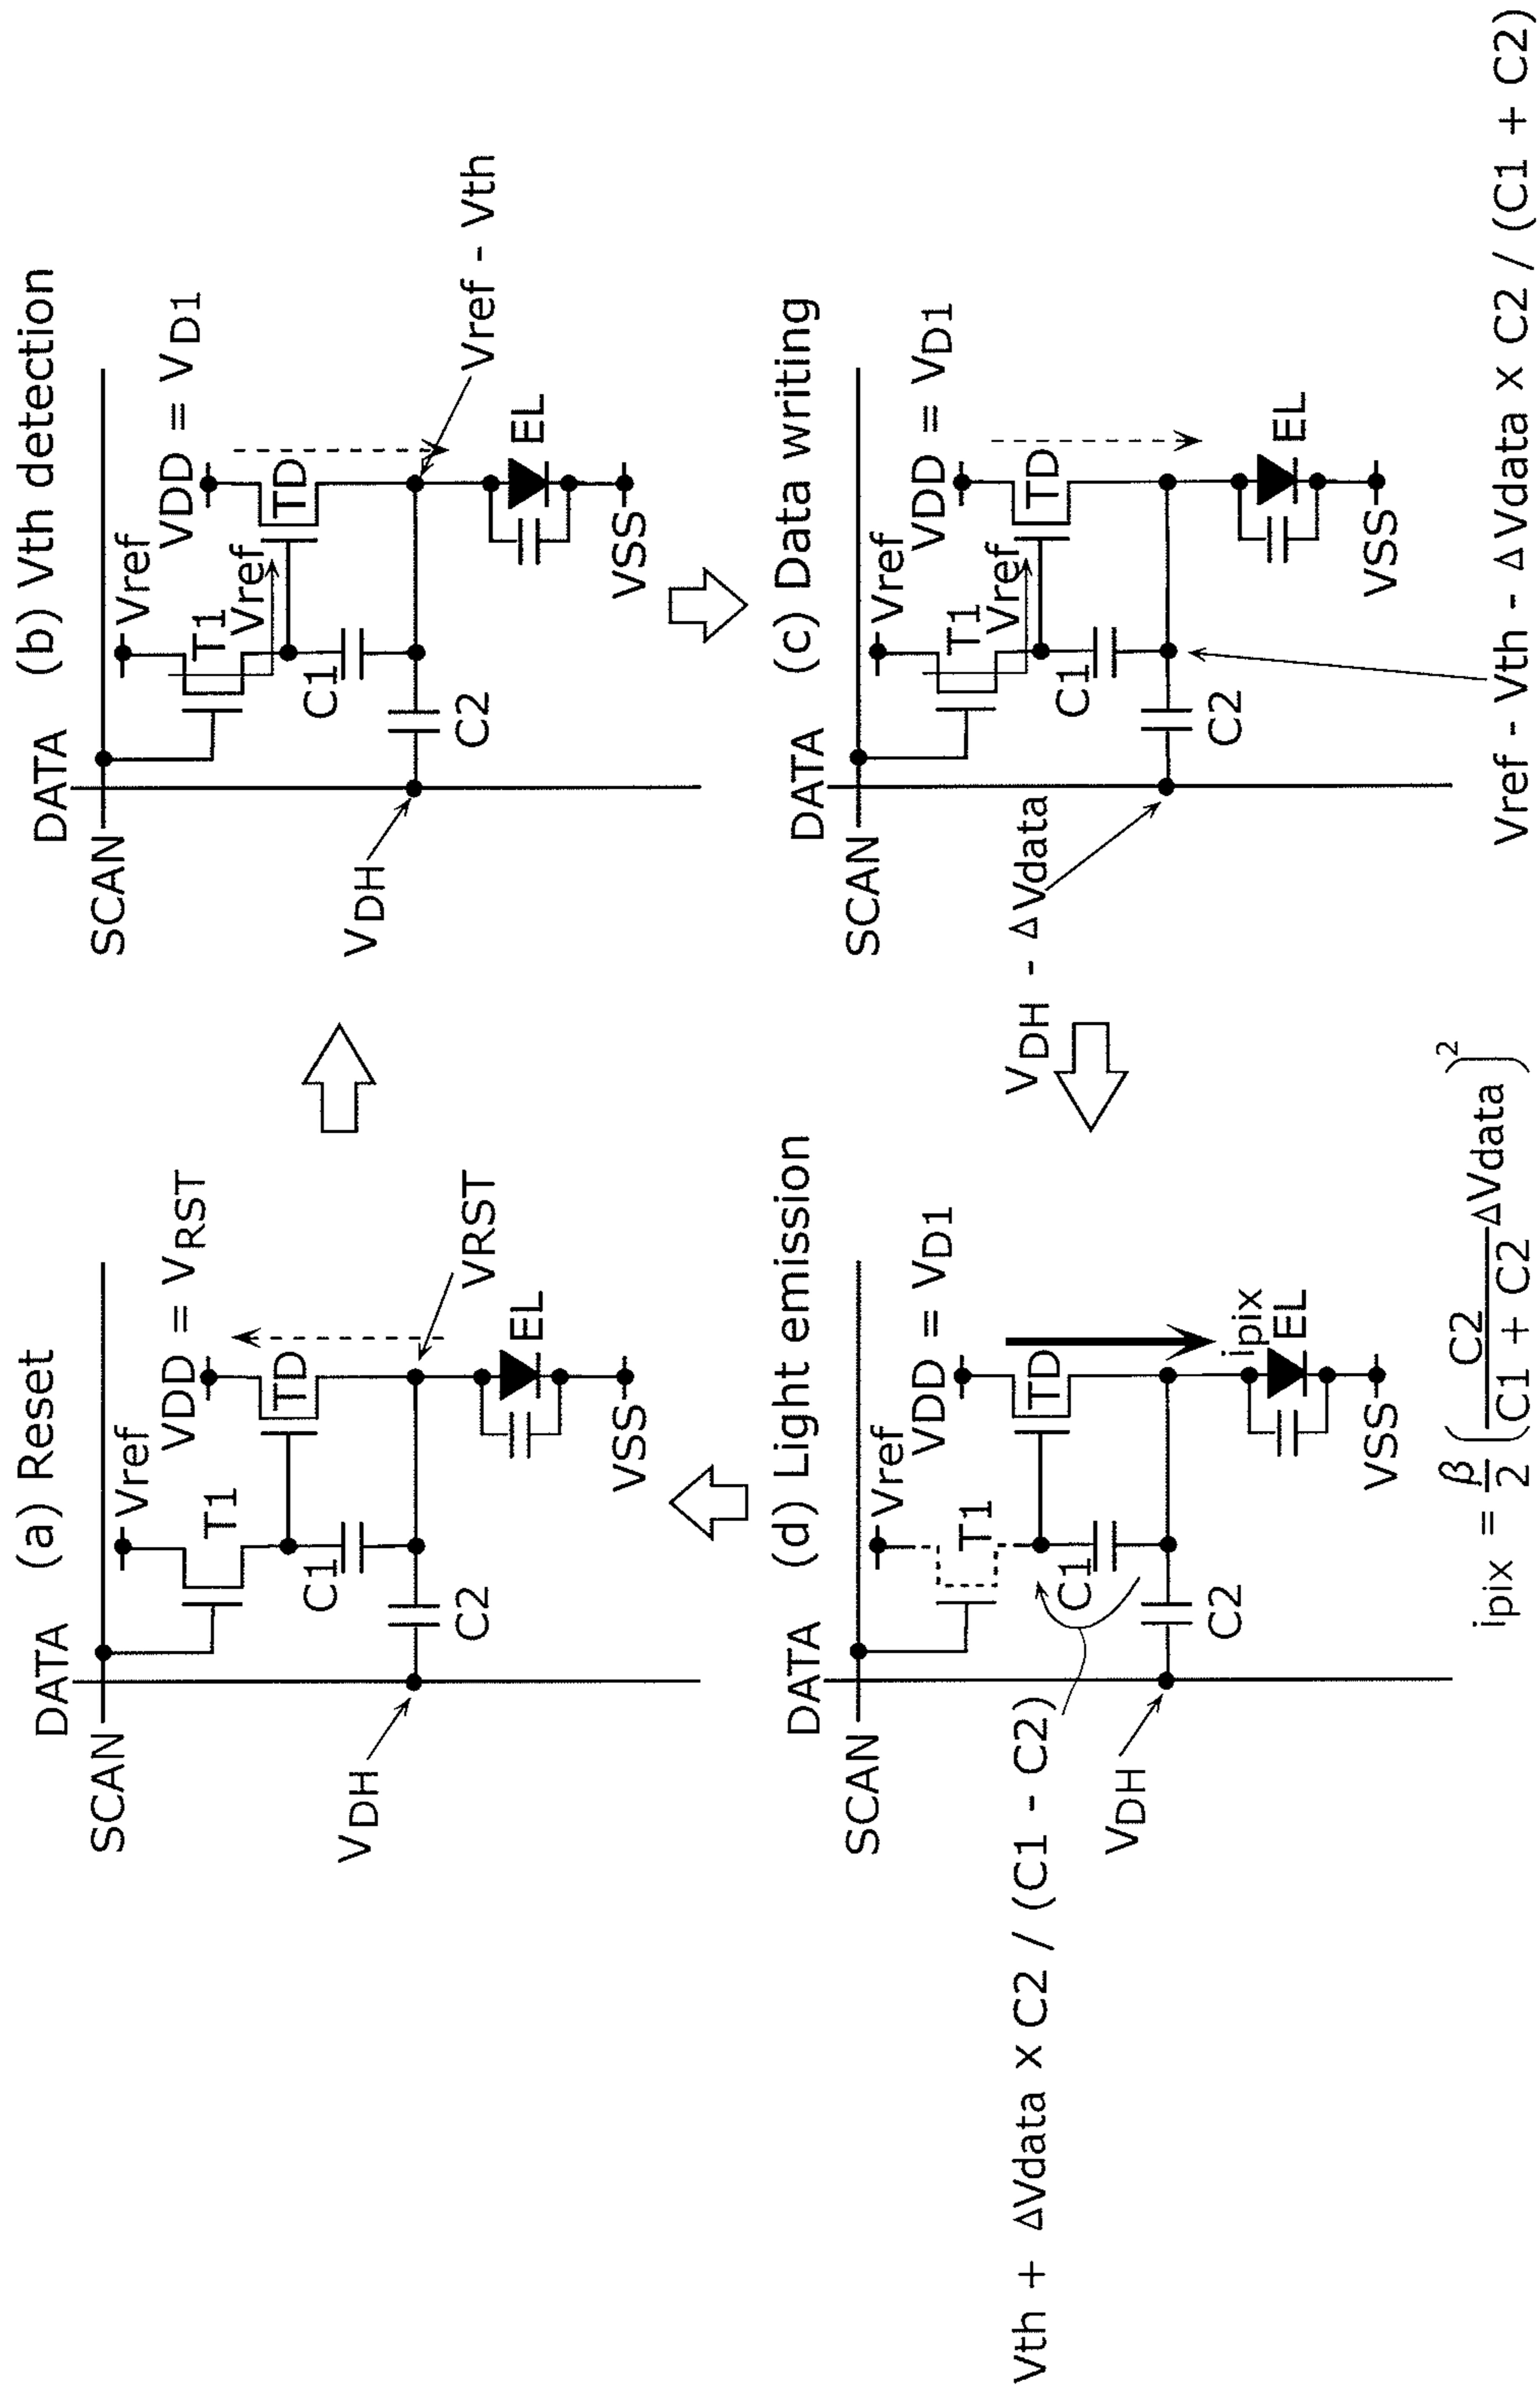 (a) Reset
DATA
SCAN
Vref
VDD = VRST
T1
TD
C1
C2
VDH
VRST
EL
VSS
(b) Vth detection
DATA
SCAN
Vref
VDD = VD1
T1
Vref
TD
C1
C2
VDH
Vref - Vth
EL
VSS
(c) Data writing
DATA
SCAN
Vref
VDD = VD1
T1
Vref
TD
C1
C2
VDH - ΔVdata
EL
VSS
Vref - Vth - ΔVdata x C2 / (C1 + C2)
(d) Light emission
DATA
SCAN
Vref
VDD = VD1
T1
TD
C1
C2
Vth + ΔVdata x C2 / (C1 - C2)
VDH
ipix
EL
VSS
ipix = β/2 (C2/(C1 + C2) ΔVdata)²